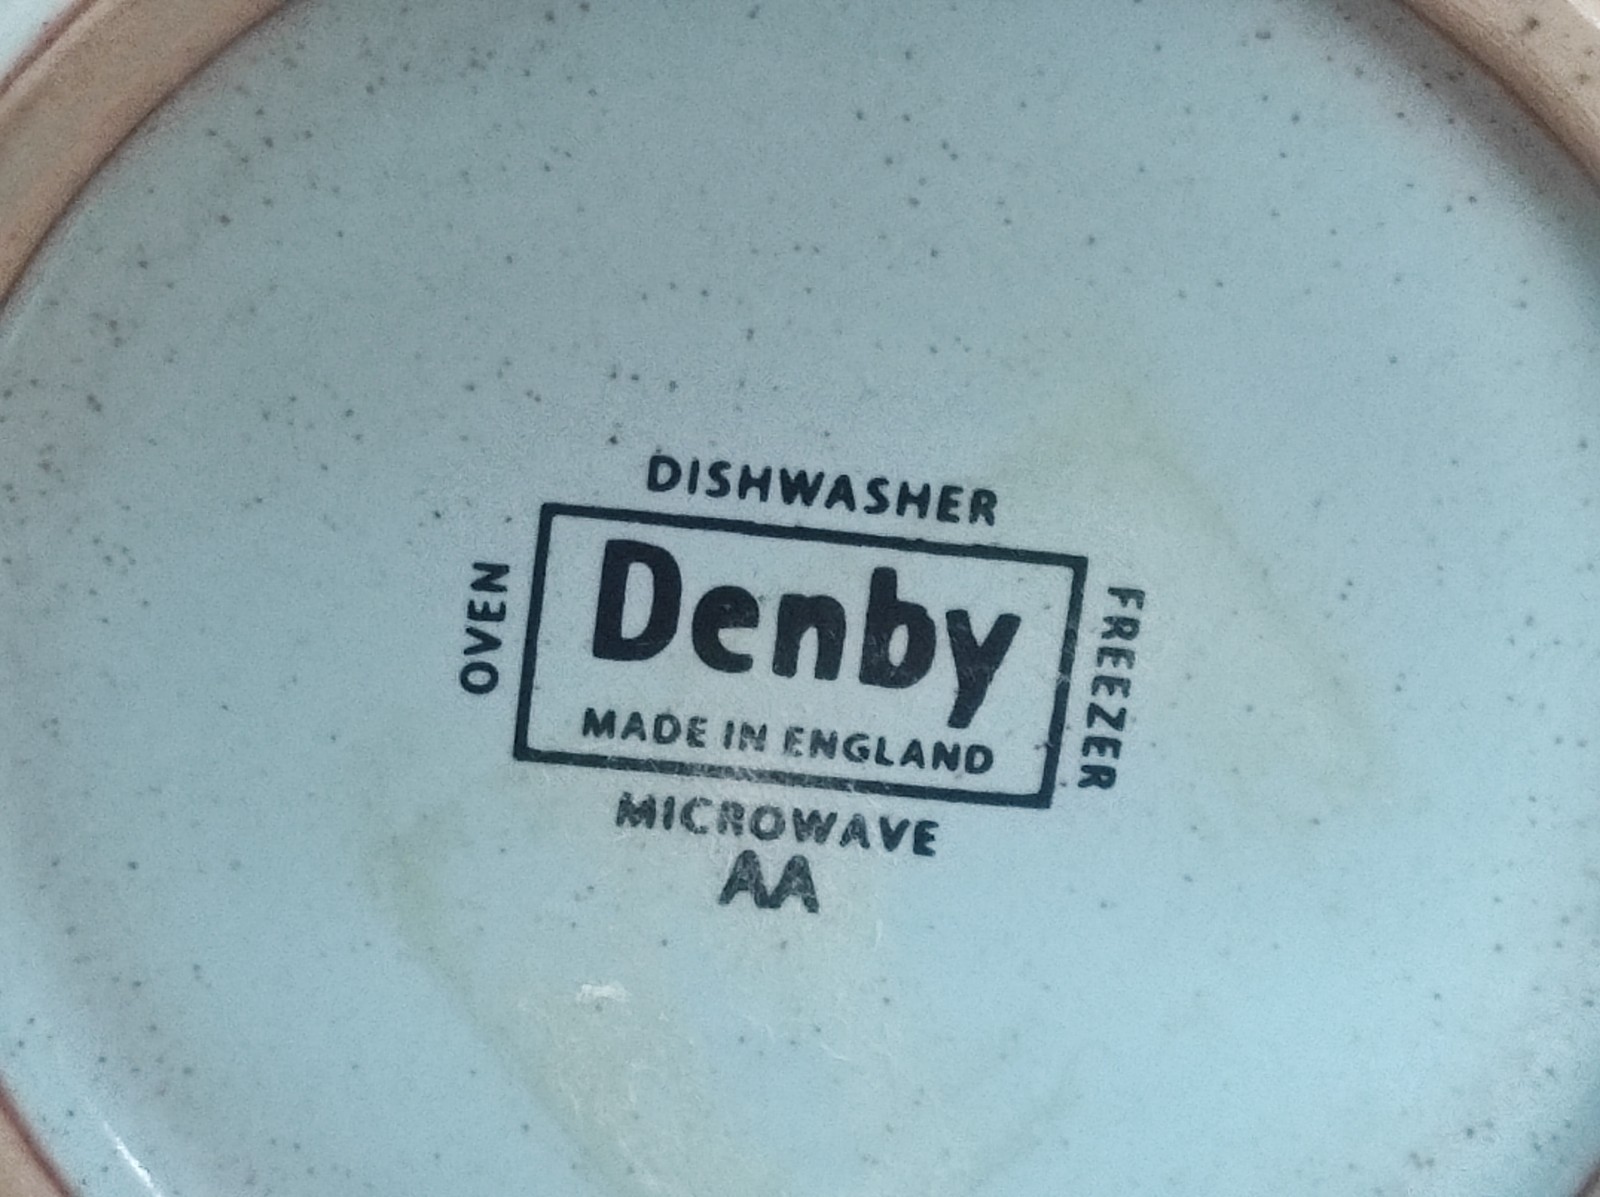 DISHWASHER
OVEN
Denby
MADE IN ENGLAND
FREEZER
MICROWAVE
AA